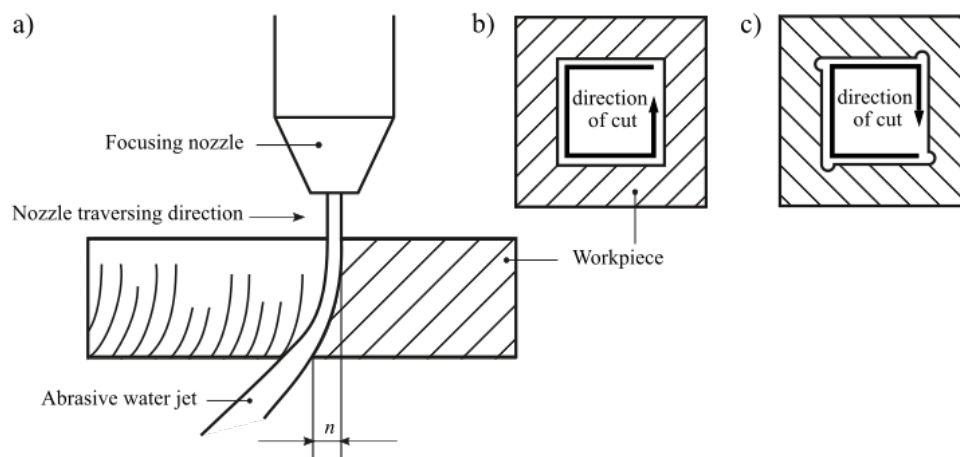 a)
b)
c)
Focusing nozzle
Nozzle traversing direction
direction
of cut
direction
of cut
Workpiece
Abrasive water jet
n